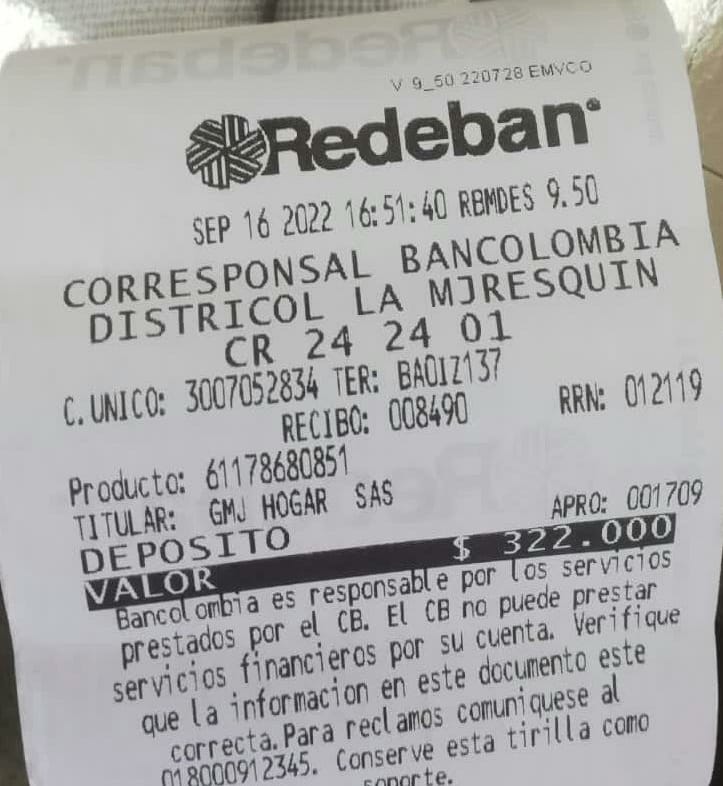 V 9_50 220728 EMVCO
Redeban
SEP 16 2022 16:51:40 RBMDES 9.50
CORRESPONSAL BANCOLOMBIA
DISTRICOL LA MJRESQUIN
CR 24 24 01
C. UNICO: 3007052834 TER: BAOIZ137
RECIBO: 008490 RRN: 012119
Producto: 61178680851
TITULAR: GMJ HOGAR SAS
DEPOSITO APRO: 001709
VALOR $ 322.000
Bancolombia es responsable por los servicios
prestados por el CB. El CB no puede prestar
servicios financieros por su cuenta. Verifique
que la informacion en este documento este
correcta. Para reclamos comuniquese al
018000912345. Conserve esta tirilla como
soporte.